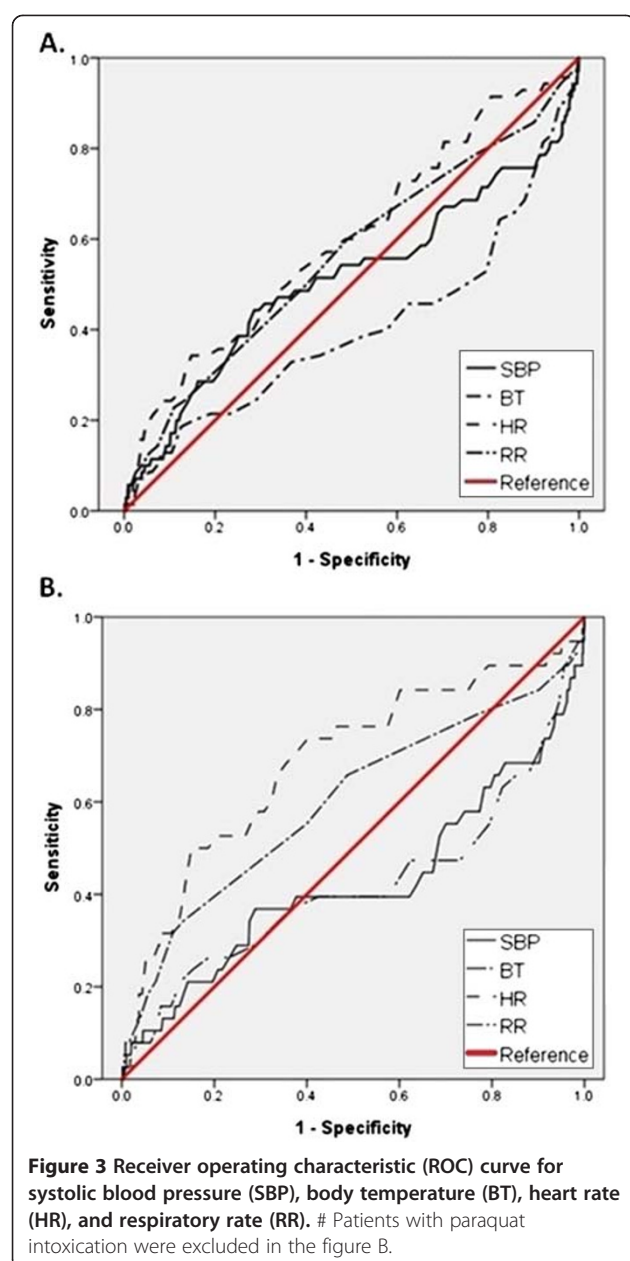 A.
1.0
0.8
0.6
0.4
0.2
0.0
Sensitivity
SBP
BT
HR
RR
Reference
0.0 0.2 0.4 0.6 0.8 1.0
1 - Specificity
B.
1.0
0.8
0.6
0.4
0.2
0.0
Sensiticity
SBP
BT
HR
RR
Reference
0.0 0.2 0.4 0.6 0.8 1.0
1 - Specificity
Figure 3 Receiver operating characteristic (ROC) curve for
systolic blood pressure (SBP), body temperature (BT), heart rate
(HR), and respiratory rate (RR). # Patients with paraquat
intoxication were excluded in the figure B.